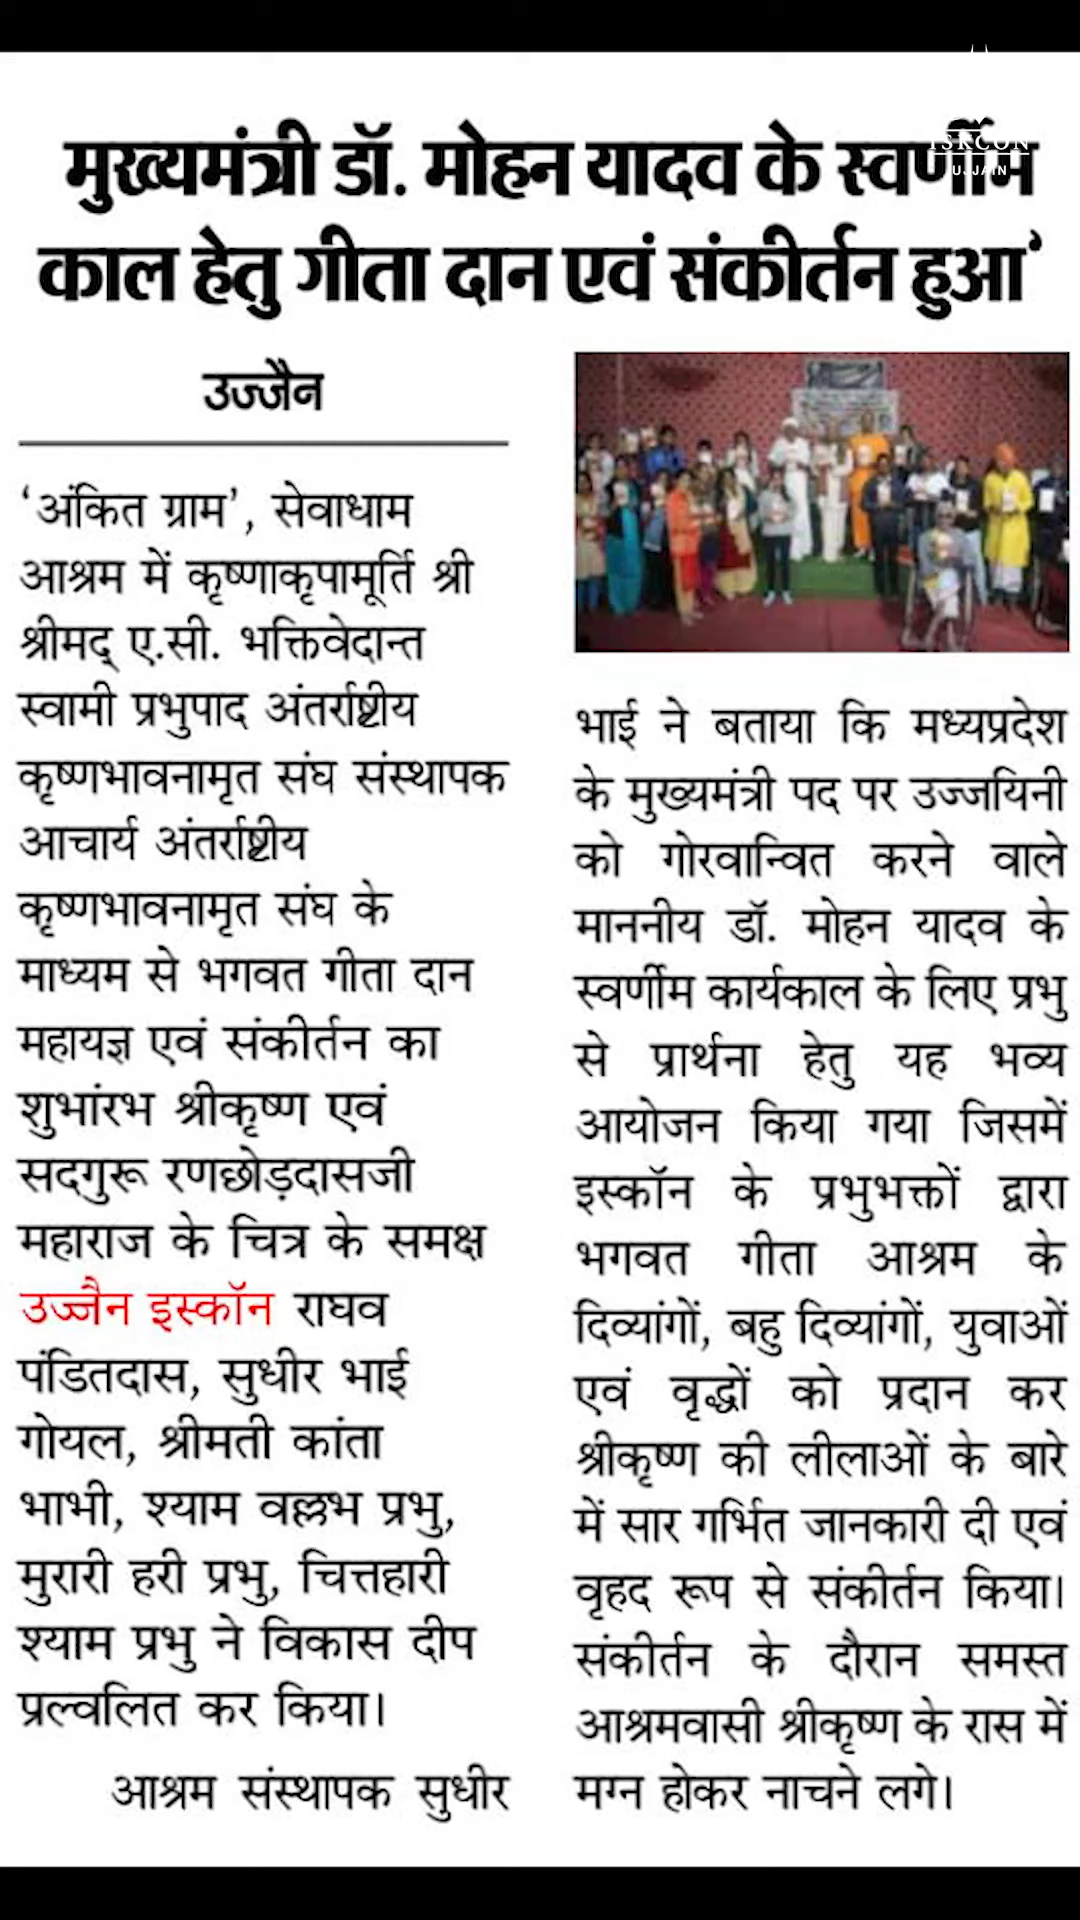 मुख्यमंत्री डॉ. मोहन यादव के स्वर्णीम
काल हेतु गीता दान एवं संकीर्तन हुआ’
ISKCON
UJJAIN
उज्जैन
‘अंकित ग्राम’, सेवाधाम
आश्रम में कृष्णाकृपामूर्ति श्री
श्रीमद् ए.सी. भक्तिवेदान्त
स्वामी प्रभुपाद अंतर्राष्टीय
कृष्णभावनामृत संघ संस्थापक
आचार्य अंतर्राष्टीय
कृष्णभावनामृत संघ के
माध्यम से भगवत गीता दान
महायज्ञ एवं संकीर्तन का
शुभांरभ श्रीकृष्ण एवं
सदगुरू रणछोड़दासजी
महाराज के चित्र के समक्ष
उज्जैन इस्कॉन राघव
पंडितदास, सुधीर भाई
गोयल, श्रीमती कांता
भाभी, श्याम वल्लभ प्रभु,
मुरारी हरी प्रभु, चित्तहारी
श्याम प्रभु ने विकास दीप
प्रल्वलित कर किया।
आश्रम संस्थापक सुधीर
भाई ने बताया कि मध्यप्रदेश
के मुख्यमंत्री पद पर उज्जयिनी
को गोरवान्वित करने वाले
माननीय डॉ. मोहन यादव के
स्वर्णीम कार्यकाल के लिए प्रभु
से प्रार्थना हेतु यह भव्य
आयोजन किया गया जिसमें
इस्कॉन के प्रभुभक्तों द्वारा
भगवत गीता आश्रम के
दिव्यांगों, बहु दिव्यांगों, युवाओं
एवं वृद्धों को प्रदान कर
श्रीकृष्ण की लीलाओं के बारे
में सार गर्भित जानकारी दी एवं
वृहद रूप से संकीर्तन किया।
संकीर्तन के दौरान समस्त
आश्रमवासी श्रीकृष्ण के रास में
मग्न होकर नाचने लगे।